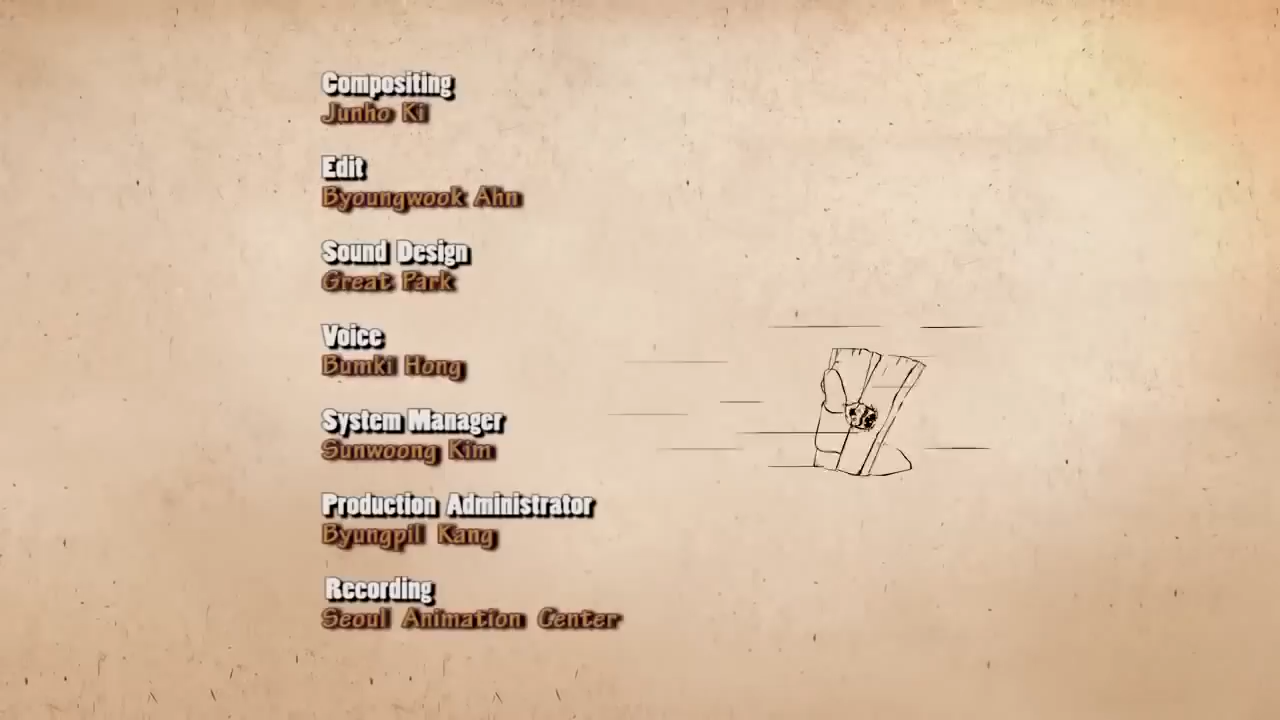 Compositing
Junho Ki
Edit
Byoungwook Ahn
Sound Design
Great Park
Voice
Bumki Hong
System Manager
Sunwoong Kim
Production Administrator
Byungpil Kang
Recording
Seoul Animation Center